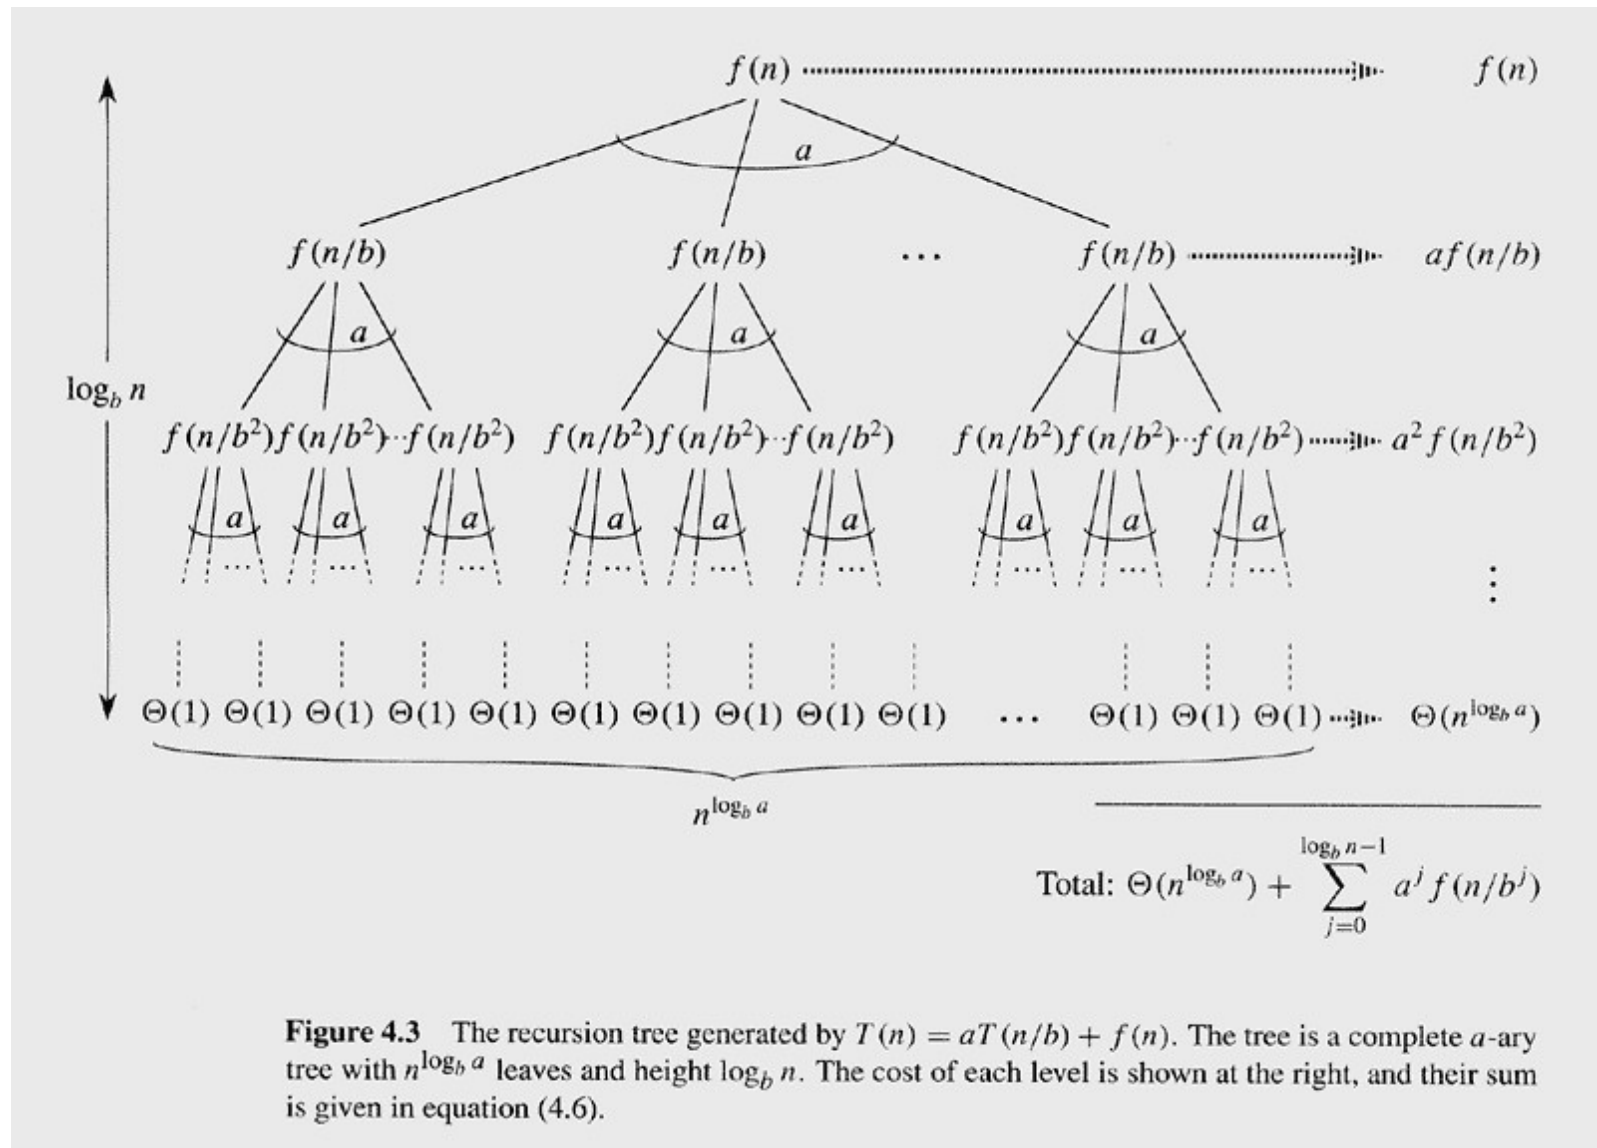 f(n) f(n)
a
f(n/b) f(n/b) ... f(n/b) af(n/b)
a a a
log_b n
f(n/b²) f(n/b²) ... f(n/b²) f(n/b²) f(n/b²) ... f(n/b²) f(n/b²) f(n/b²) ... f(n/b²) a² f(n/b²)
a a a a a a a a a
... ... ... ... ... ... ... ... ... ⋮
Θ(1) Θ(1) Θ(1) Θ(1) Θ(1) Θ(1) Θ(1) Θ(1) Θ(1) Θ(1) ... Θ(1) Θ(1) Θ(1) Θ(n^{log_b a})
n^{log_b a}
Total: Θ(n^{log_b a}) + ∑_{j=0}^{log_b n−1} a^j f(n/b^j)
Figure 4.3 The recursion tree generated by T(n) = aT(n/b) + f(n). The tree is a complete a-ary
tree with n^{log_b a} leaves and height log_b n. The cost of each level is shown at the right, and their sum
is given in equation (4.6).